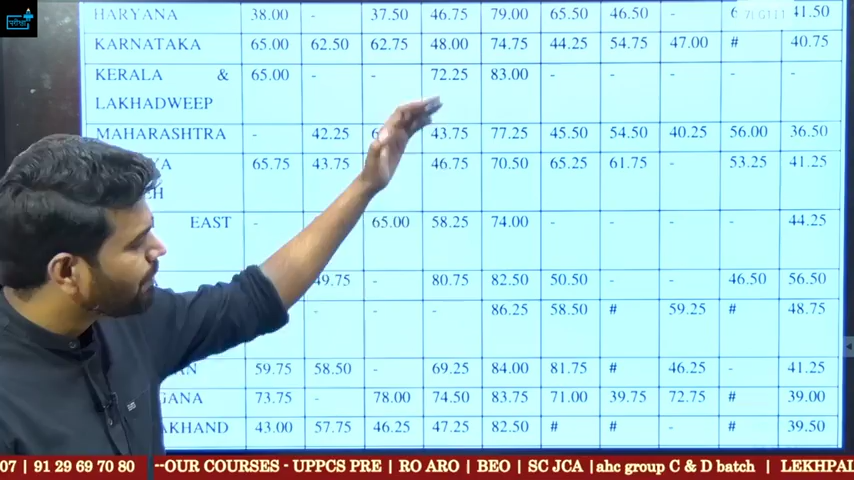 परीक्षा
HARYANA 38.00 - 37.50 46.75 79.00 65.50 46.50 - 41.50
KARNATAKA 65.00 62.50 62.75 48.00 74.75 44.25 54.75 47.00 # 40.75
KERALA & 65.00 - - 72.25 83.00 - - - - -
LAKHADWEEP
MAHARASHTRA - 42.25 43.75 77.25 45.50 54.50 40.25 56.00 36.50
65.75 43.75 46.75 70.50 65.25 61.75 - 53.25 41.25
EAST - 65.00 58.25 74.00 - - - - 44.25
49.75 - 80.75 82.50 50.50 - - 46.50 56.50
- - - 86.25 58.50 # 59.25 # 48.75
59.75 58.50 - 69.25 84.00 81.75 # 46.25 - 41.25
73.75 - 78.00 74.50 83.75 71.00 39.75 72.75 # 39.00
43.00 57.75 46.25 47.25 82.50 # # - # 39.50
07 | 91 29 69 70 80 --OUR COURSES - UPPCS PRE | RO ARO | BEO | SC JCA |ahc group C & D batch | LEKHPAL